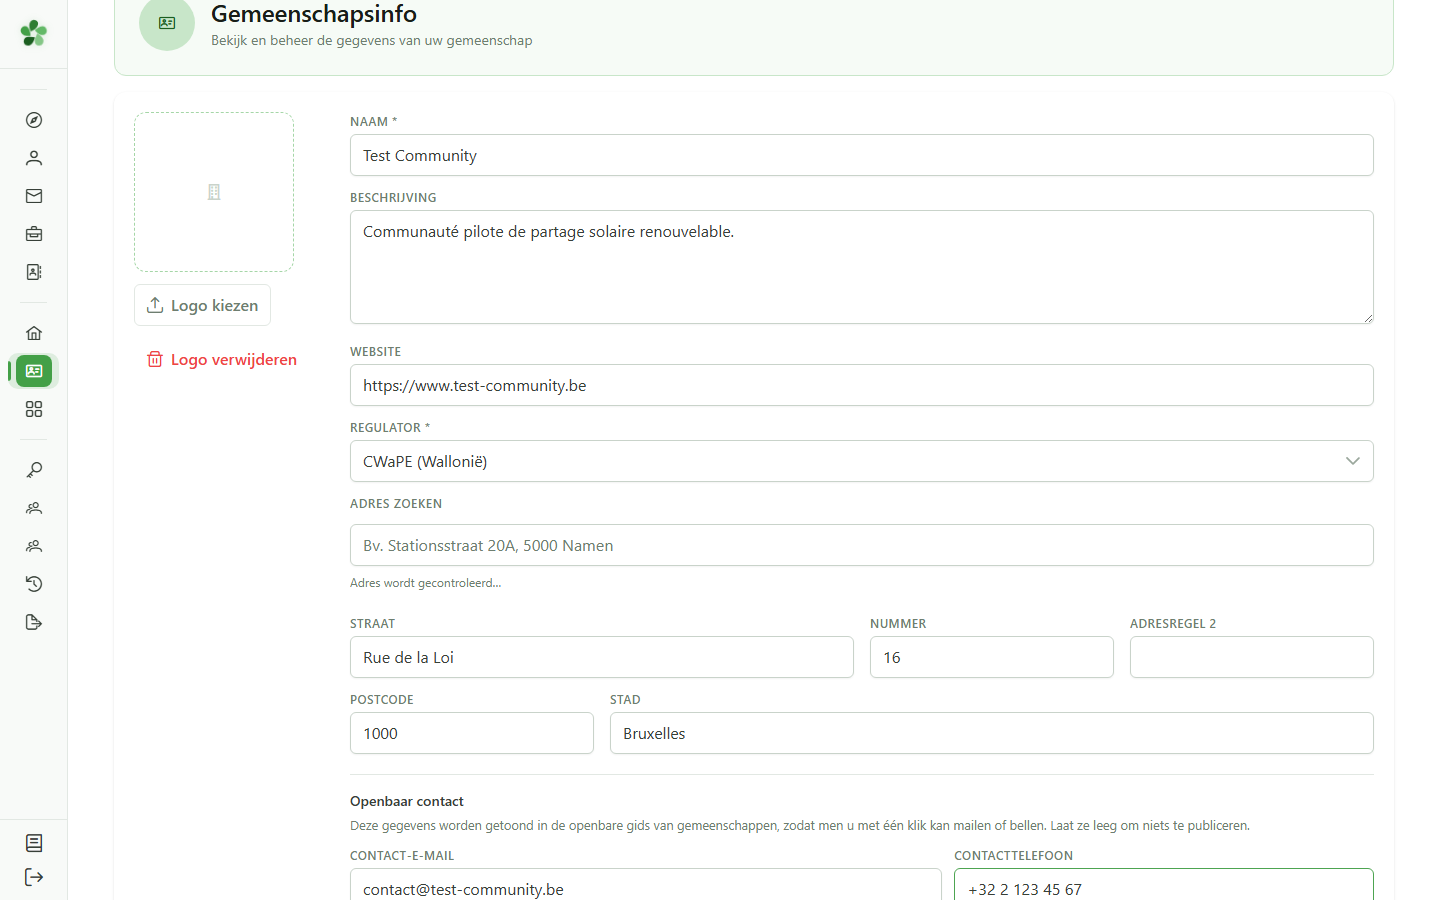 Gemeenschapsinfo
Bekijk en beheer de gegevens van uw gemeenschap
Logo kiezen
Logo verwijderen
NAAM *
Test Community
BESCHRIJVING
Communauté pilote de partage solaire renouvelable.
WEBSITE
https://www.test-community.be
REGULATOR *
CWaPE (Wallonië)
ADRES ZOEKEN
Bv. Stationsstraat 20A, 5000 Namen
Adres wordt gecontroleerd...
STRAAT
Rue de la Loi
NUMMER
16
ADRESREGEL 2
POSTCODE
1000
STAD
Bruxelles
Openbaar contact
Deze gegevens worden getoond in de openbare gids van gemeenschappen, zodat men u met één klik kan mailen of bellen. Laat ze leeg om niets te publiceren.
CONTACT-E-MAIL
contact@test-community.be
CONTACTTELEFOON
+32 2 123 45 67